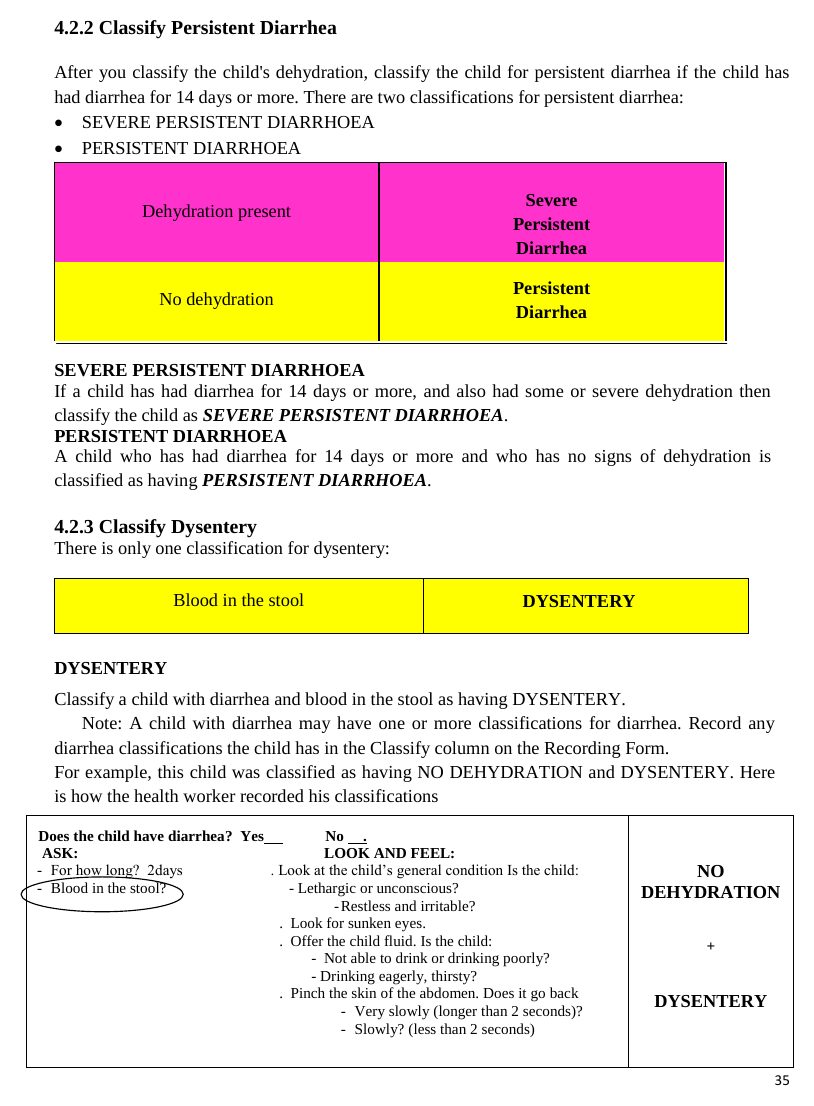 4.2.2 Classify Persistent Diarrhea
After you classify the child's dehydration, classify the child for persistent diarrhea if the child has
had diarrhea for 14 days or more. There are two classifications for persistent diarrhea:
• SEVERE PERSISTENT DIARRHOEA
• PERSISTENT DIARRHOEA
Dehydration present
Severe
Persistent
Diarrhea
No dehydration
Persistent
Diarrhea
SEVERE PERSISTENT DIARRHOEA
If a child has had diarrhea for 14 days or more, and also had some or severe dehydration then
classify the child as SEVERE PERSISTENT DIARRHOEA.
PERSISTENT DIARRHOEA
A child who has had diarrhea for 14 days or more and who has no signs of dehydration is
classified as having PERSISTENT DIARRHOEA.
4.2.3 Classify Dysentery
There is only one classification for dysentery:
Blood in the stool DYSENTERY
DYSENTERY
Classify a child with diarrhea and blood in the stool as having DYSENTERY.
Note: A child with diarrhea may have one or more classifications for diarrhea. Record any
diarrhea classifications the child has in the Classify column on the Recording Form.
For example, this child was classified as having NO DEHYDRATION and DYSENTERY. Here
is how the health worker recorded his classifications
Does the child have diarrhea? Yes__ No __.
ASK: LOOK AND FEEL:
- For how long? 2days . Look at the child’s general condition Is the child:
- Blood in the stool? - Lethargic or unconscious?
-Restless and irritable?
. Look for sunken eyes.
. Offer the child fluid. Is the child:
- Not able to drink or drinking poorly?
- Drinking eagerly, thirsty?
. Pinch the skin of the abdomen. Does it go back
- Very slowly (longer than 2 seconds)?
- Slowly? (less than 2 seconds)
NO
DEHYDRATION
+
DYSENTERY
35